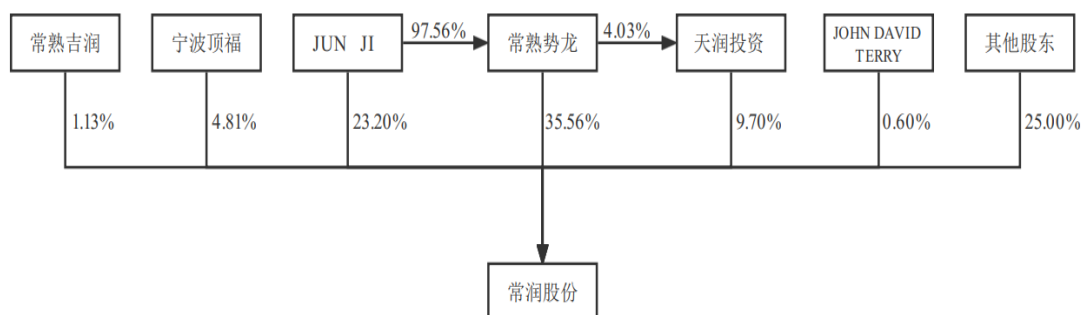 常熟吉润
宁波顶福
JUN JI
97.56%
常熟势龙
4.03%
天润投资
JOHN DAVID
TERRY
其他股东
1.13%
4.81%
23.20%
35.56%
9.70%
0.60%
25.00%
常润股份